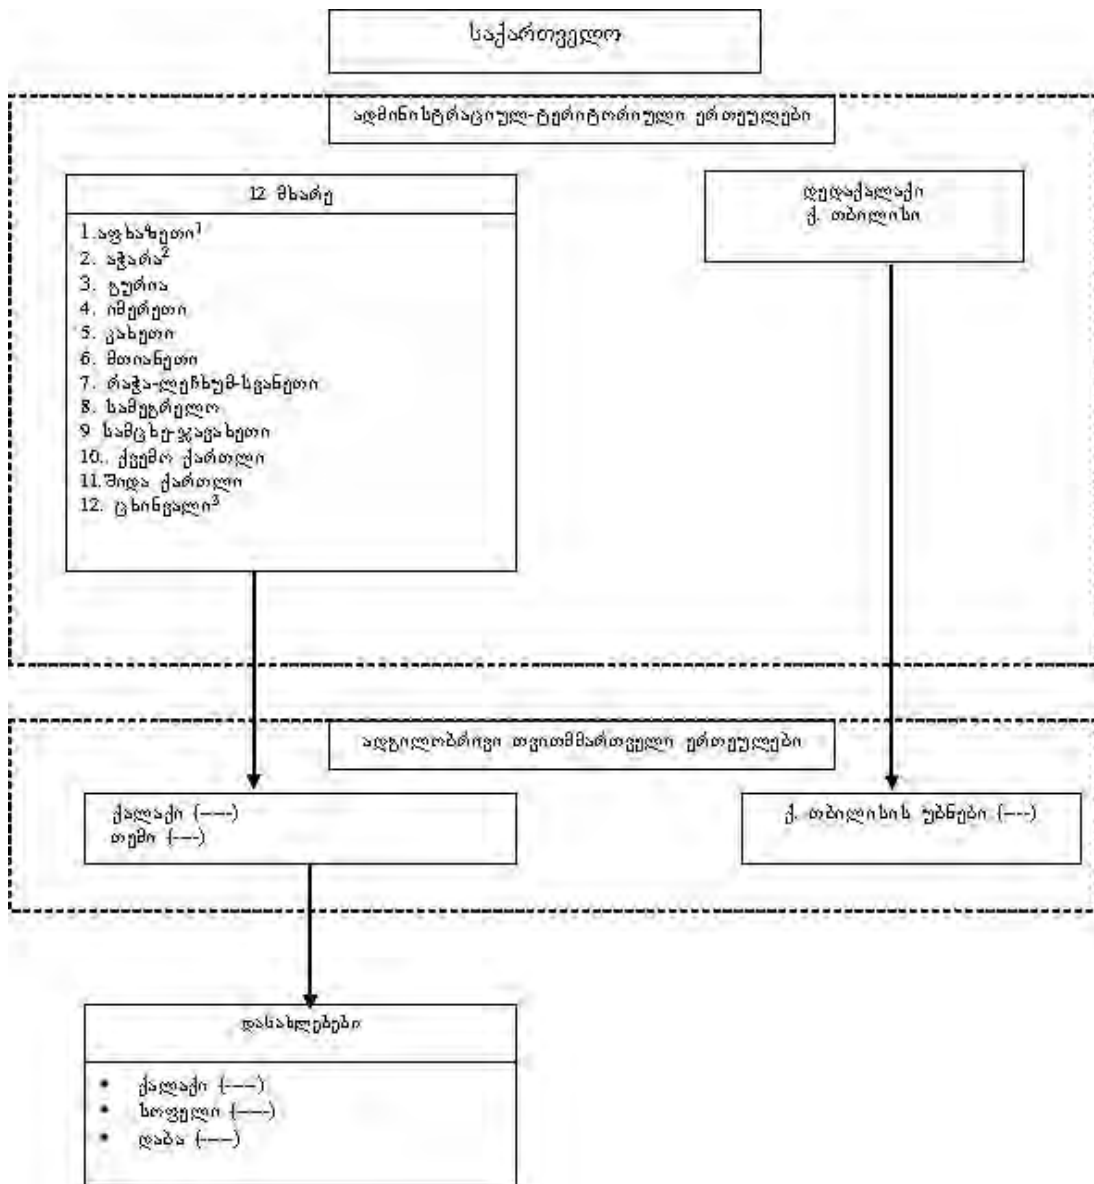 საქართველო
ადმინისტრაციულ-ტერიტორიული ერთეულები
12 მხარე
1.აფხაზეთი¹
2. აჭარა²
3. გურია
4. იმერეთი
5. კახეთი
6. მთიანეთი
7. რაჭა-ლეჩხუმ-სვანეთი
8. სამეგრელო
9 სამცხე-ჯავახეთი
10.. ქვემო ქართლი
11.შიდა ქართლი
12. ცხინვალი³
დედაქალაქი
ქ. თბილისი
ადგილობრივი თვითმმართველი ერთეულები
ქალაქი (----)
თემი (---)
ქ. თბილისის უბნები (---)
დასახლებები
• ქალაქი (----)
• სოფელი (----)
• დაბა (----)